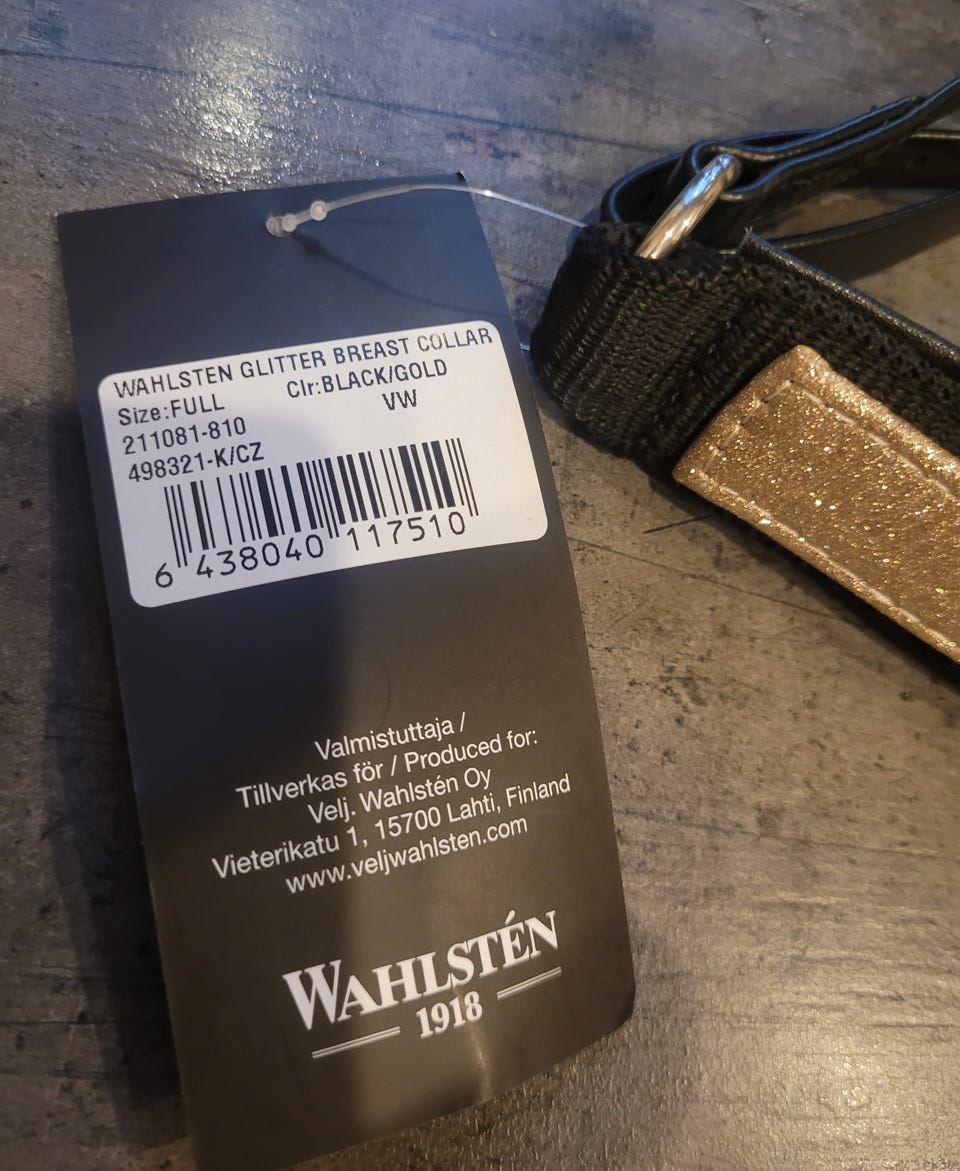 WAHLSTEN GLITTER BREAST COLLAR
Size:FULL Clr:BLACK/GOLD
211081-810 VW
498321-K/CZ
6 438040 117510
Valmistuttaja /
Tillverkas för / Produced for:
Velj. Wahlstén Oy
Vieterikatu 1, 15700 Lahti, Finland
www.veljwahlsten.com
WAHLSTÉN
1918